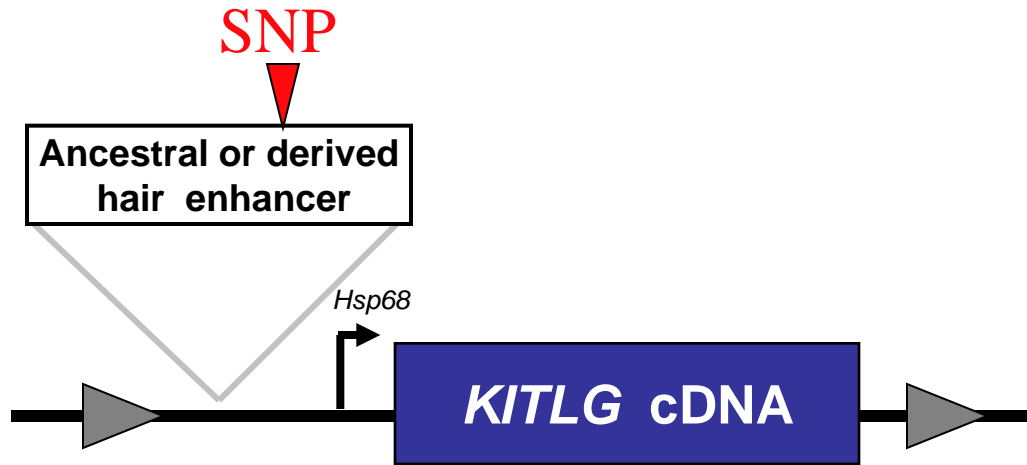 SNP
Ancestral or derived
hair enhancer
Hsp68
KITLG cDNA